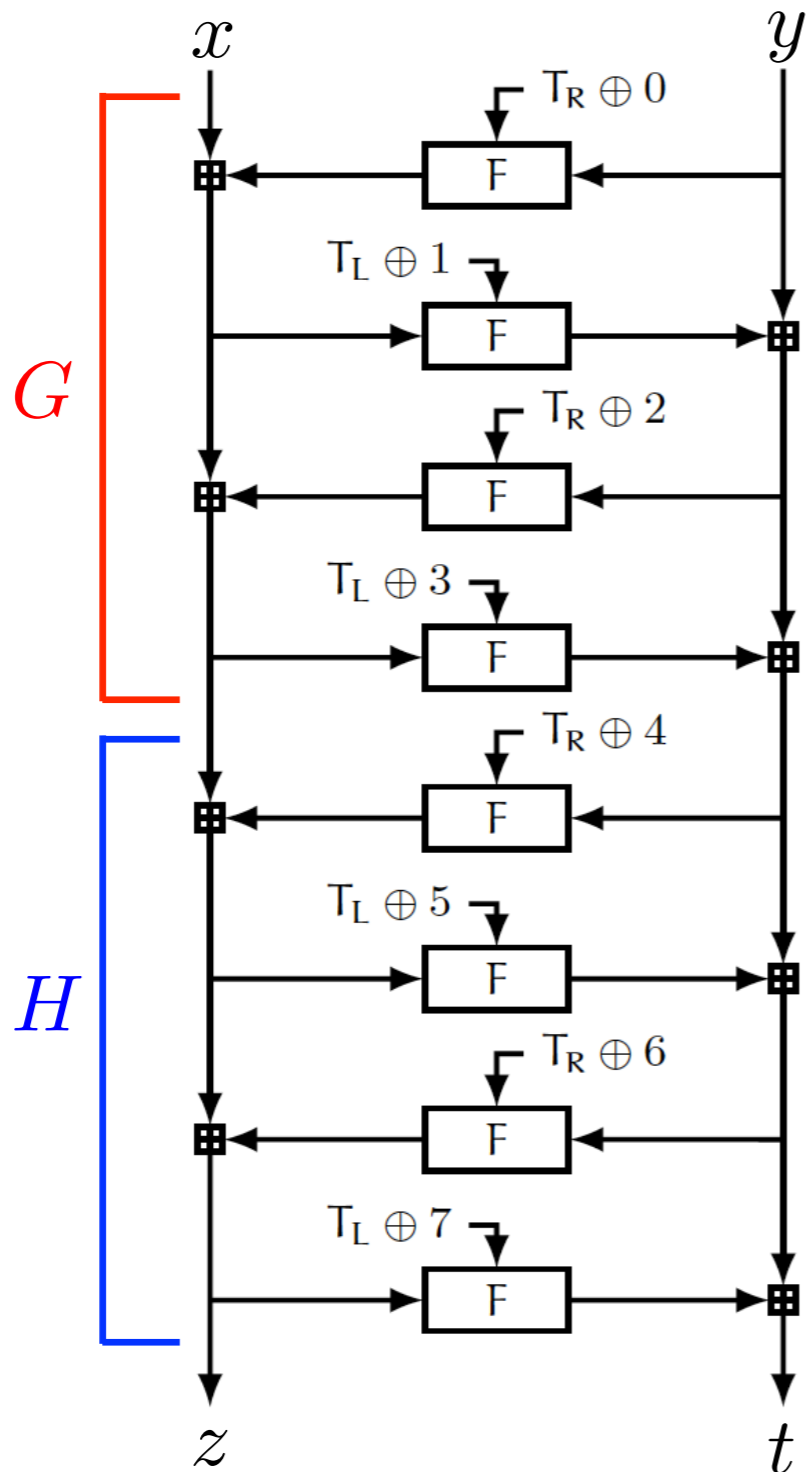 x y
T_R ⊕ 0
F
T_L ⊕ 1
F
G
T_R ⊕ 2
F
T_L ⊕ 3
F
T_R ⊕ 4
F
T_L ⊕ 5
F
H
T_R ⊕ 6
F
T_L ⊕ 7
F
z t